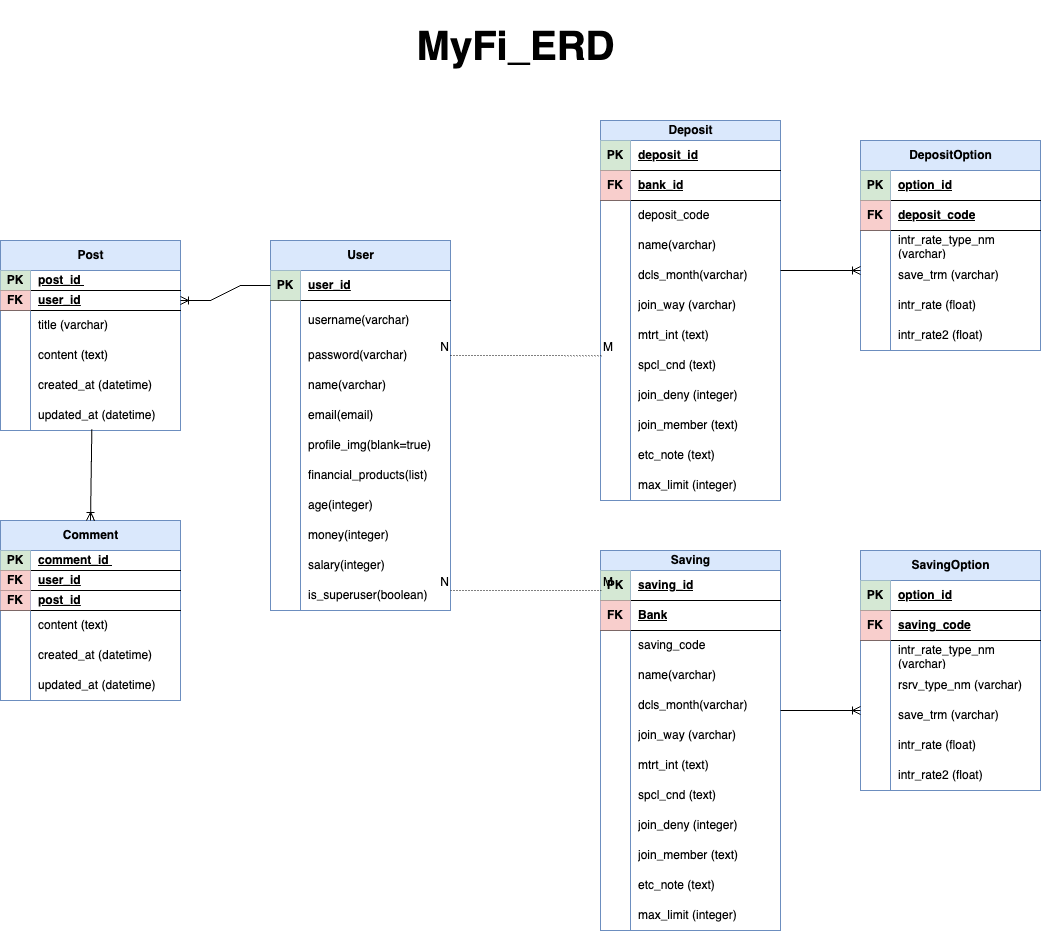 MyFi_ERD
Post
PK post_id
FK user_id
title (varchar)
content (text)
created_at (datetime)
updated_at (datetime)
Comment
PK comment_id
FK user_id
FK post_id
content (text)
created_at (datetime)
updated_at (datetime)
User
PK user_id
username(varchar)
password(varchar)
name(varchar)
email(email)
profile_img(blank=true)
financial_products(list)
age(integer)
money(integer)
salary(integer)
is_superuser(boolean)
N
M
N
M
Deposit
PK deposit_id
FK bank_id
deposit_code
name(varchar)
dcls_month(varchar)
join_way (varchar)
mtrt_int (text)
spcl_cnd (text)
join_deny (integer)
join_member (text)
etc_note (text)
max_limit (integer)
DepositOption
PK option_id
FK deposit_code
intr_rate_type_nm
(varchar)
save_trm (varchar)
intr_rate (float)
intr_rate2 (float)
Saving
PK saving_id
FK Bank
saving_code
name(varchar)
dcls_month(varchar)
join_way (varchar)
mtrt_int (text)
spcl_cnd (text)
join_deny (integer)
join_member (text)
etc_note (text)
max_limit (integer)
SavingOption
PK option_id
FK saving_code
intr_rate_type_nm
(varchar)
rsrv_type_nm (varchar)
save_trm (varchar)
intr_rate (float)
intr_rate2 (float)